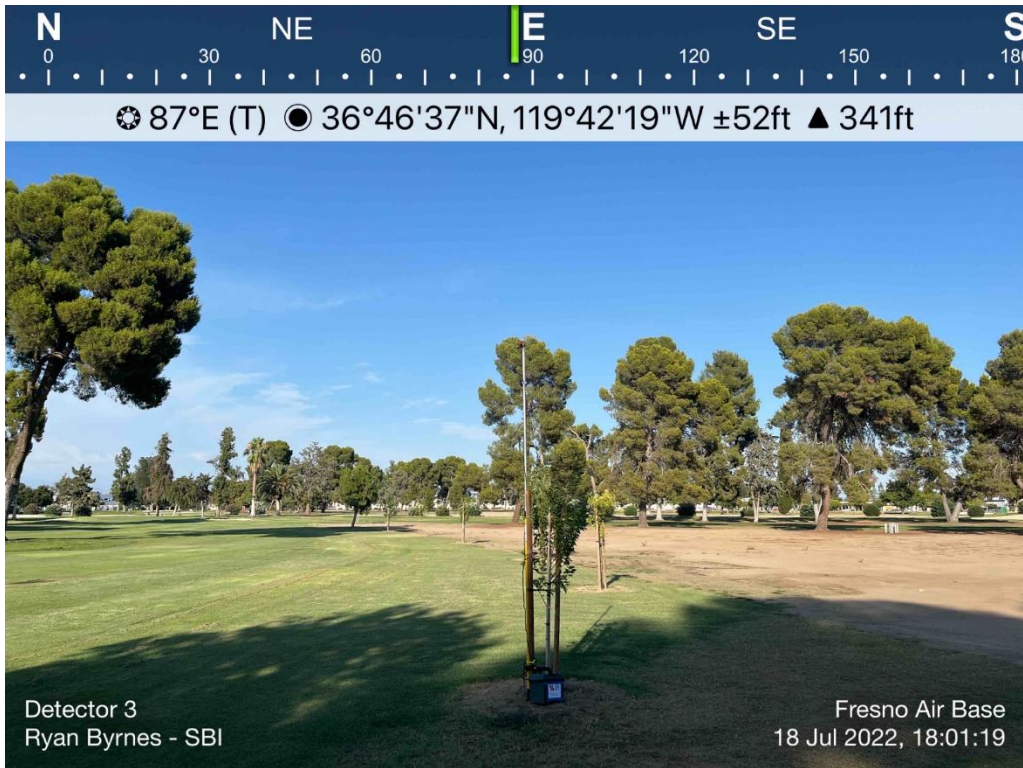 N NE E SE S
0 30 60 90 120 150 180
87°E (T) 36°46'37"N, 119°42'19"W ±52ft ▲ 341ft
Detector 3
Ryan Byrnes - SBI
Fresno Air Base
18 Jul 2022, 18:01:19